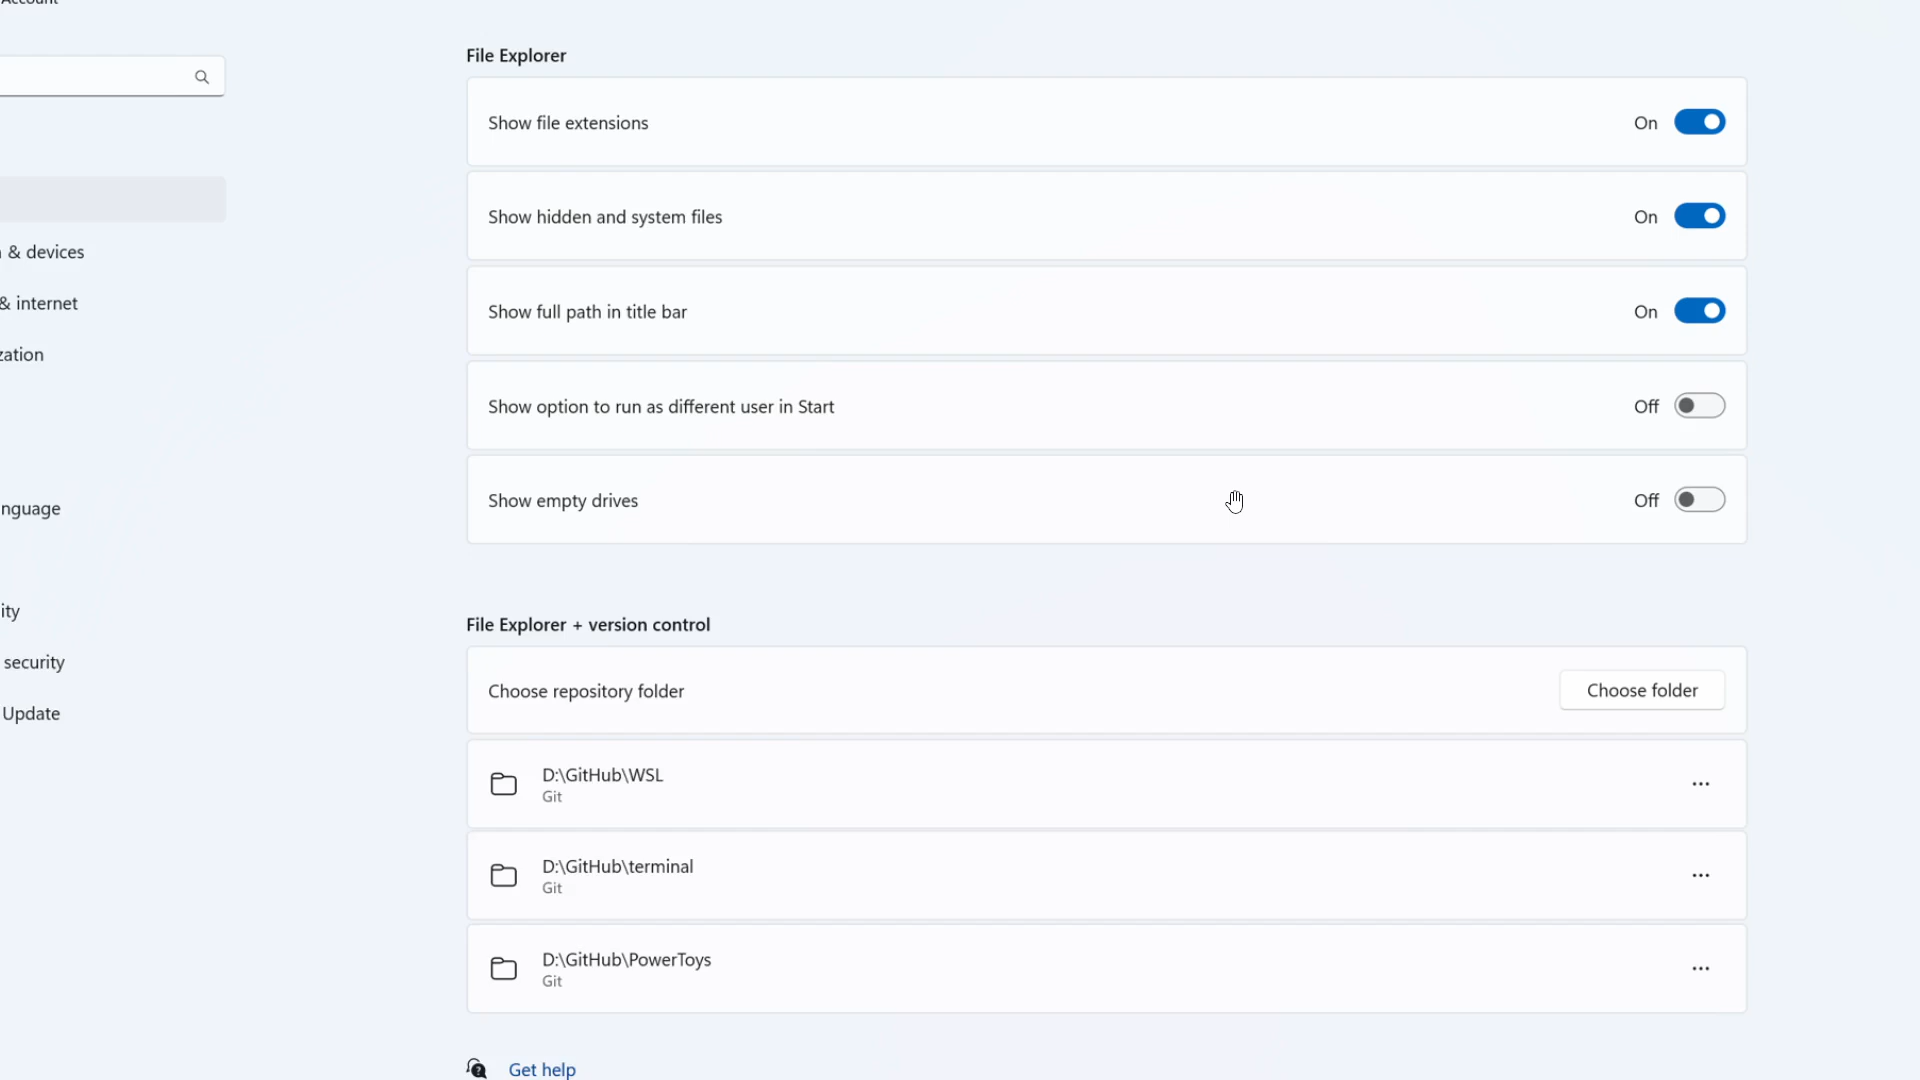 File Explorer
Show file extensions
On
Show hidden and system files
On
& devices
& internet
Show full path in title bar
On
zation
Show option to run as different user in Start
Off
Show empty drives
Off
nguage
ity
File Explorer + version control
security
Choose repository folder
Choose folder
Update
D:\GitHub\WSL
Git
D:\GitHub\terminal
Git
D:\GitHub\PowerToys
Git
Get help